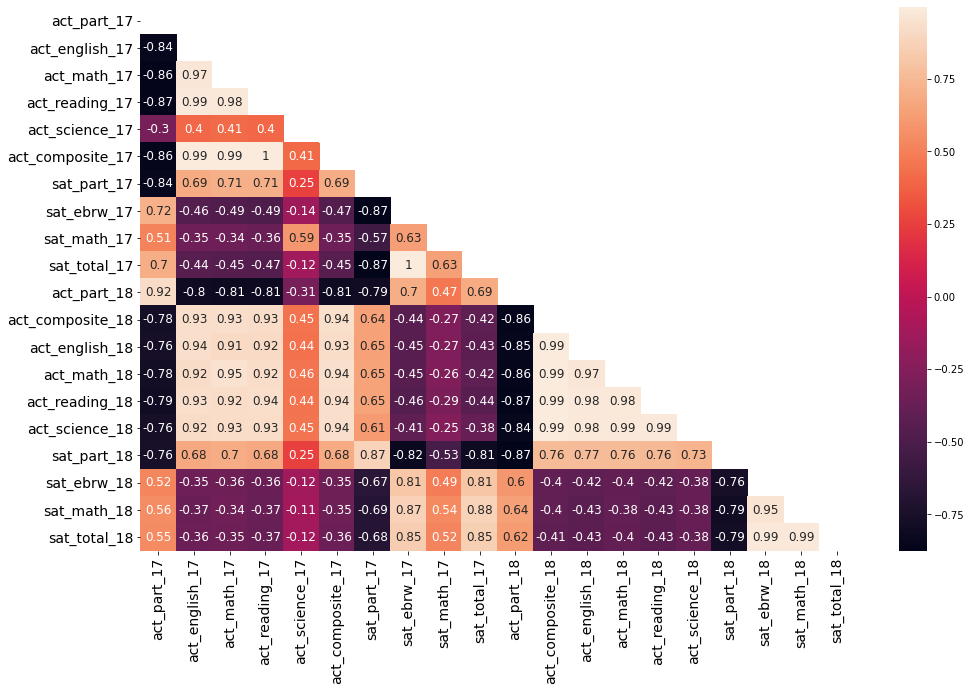 act_part_17
act_english_17 -0.84
act_math_17 -0.86 0.97
act_reading_17 -0.87 0.99 0.98
act_science_17 -0.3 0.4 0.41 0.4
act_composite_17 -0.86 0.99 0.99 1 0.41
sat_part_17 -0.84 0.69 0.71 0.71 0.25 0.69
sat_ebrw_17 0.72 -0.46 -0.49 -0.49 -0.14 -0.47 -0.87
sat_math_17 0.51 -0.35 -0.34 -0.36 0.59 -0.35 -0.57 0.63
sat_total_17 0.7 -0.44 -0.45 -0.47 -0.12 -0.45 -0.87 1 0.63
act_part_18 0.92 -0.8 -0.81 -0.81 -0.31 -0.81 -0.79 0.7 0.47 0.69
act_composite_18 -0.78 0.93 0.93 0.93 0.45 0.94 0.64 -0.44 -0.27 -0.42 -0.86
act_english_18 -0.76 0.94 0.91 0.92 0.44 0.93 0.65 -0.45 -0.27 -0.43 -0.85 0.99
act_math_18 -0.78 0.92 0.95 0.92 0.46 0.94 0.65 -0.45 -0.26 -0.42 -0.86 0.99 0.97
act_reading_18 -0.79 0.93 0.92 0.94 0.44 0.94 0.65 -0.46 -0.29 -0.44 -0.87 0.99 0.98 0.98
act_science_18 -0.76 0.92 0.93 0.93 0.45 0.94 0.61 -0.41 -0.25 -0.38 -0.84 0.99 0.98 0.99 0.99
sat_part_18 -0.76 0.68 0.7 0.68 0.25 0.68 0.87 -0.82 -0.53 -0.81 -0.87 0.76 0.77 0.76 0.76 0.73
sat_ebrw_18 0.52 -0.35 -0.36 -0.36 -0.12 -0.35 -0.67 0.81 0.49 0.81 0.6 -0.4 -0.42 -0.4 -0.42 -0.38 -0.76
sat_math_18 0.56 -0.37 -0.34 -0.37 -0.11 -0.35 -0.69 0.87 0.54 0.88 0.64 -0.4 -0.43 -0.38 -0.43 -0.38 -0.79 0.95
sat_total_18 0.55 -0.36 -0.35 -0.37 -0.12 -0.36 -0.68 0.85 0.52 0.85 0.62 -0.41 -0.43 -0.4 -0.43 -0.38 -0.79 0.99 0.99
act_part_17
act_english_17
act_math_17
act_reading_17
act_science_17
act_composite_17
sat_part_17
sat_ebrw_17
sat_math_17
sat_total_17
act_part_18
act_composite_18
act_english_18
act_math_18
act_reading_18
act_science_18
sat_part_18
sat_ebrw_18
sat_math_18
sat_total_18
0.75
0.50
0.25
0.00
−0.25
−0.50
−0.75